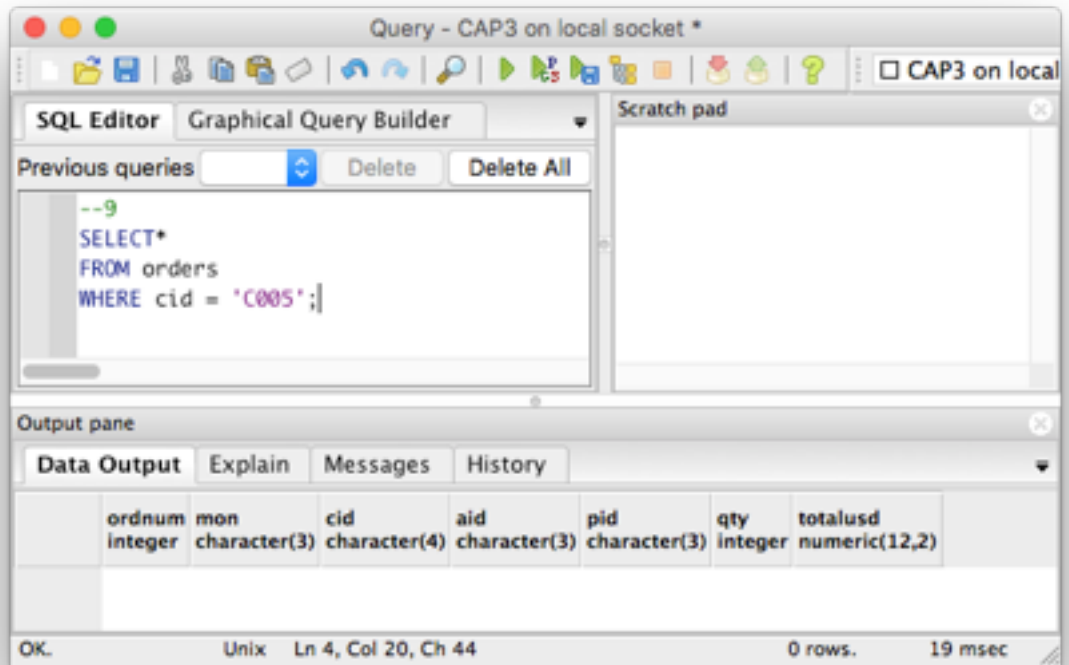 Query - CAP3 on local socket *
CAP3 on local
SQL Editor Graphical Query Builder
Scratch pad
Previous queries Delete Delete All
--9
SELECT*
FROM orders
WHERE cid = 'C005';
Output pane
Data Output Explain Messages History
ordnum mon cid aid pid qty totalusd
integer character(3) character(4) character(3) character(3) integer numeric(12,2)
OK. Unix Ln 4, Col 20, Ch 44 0 rows. 19 msec